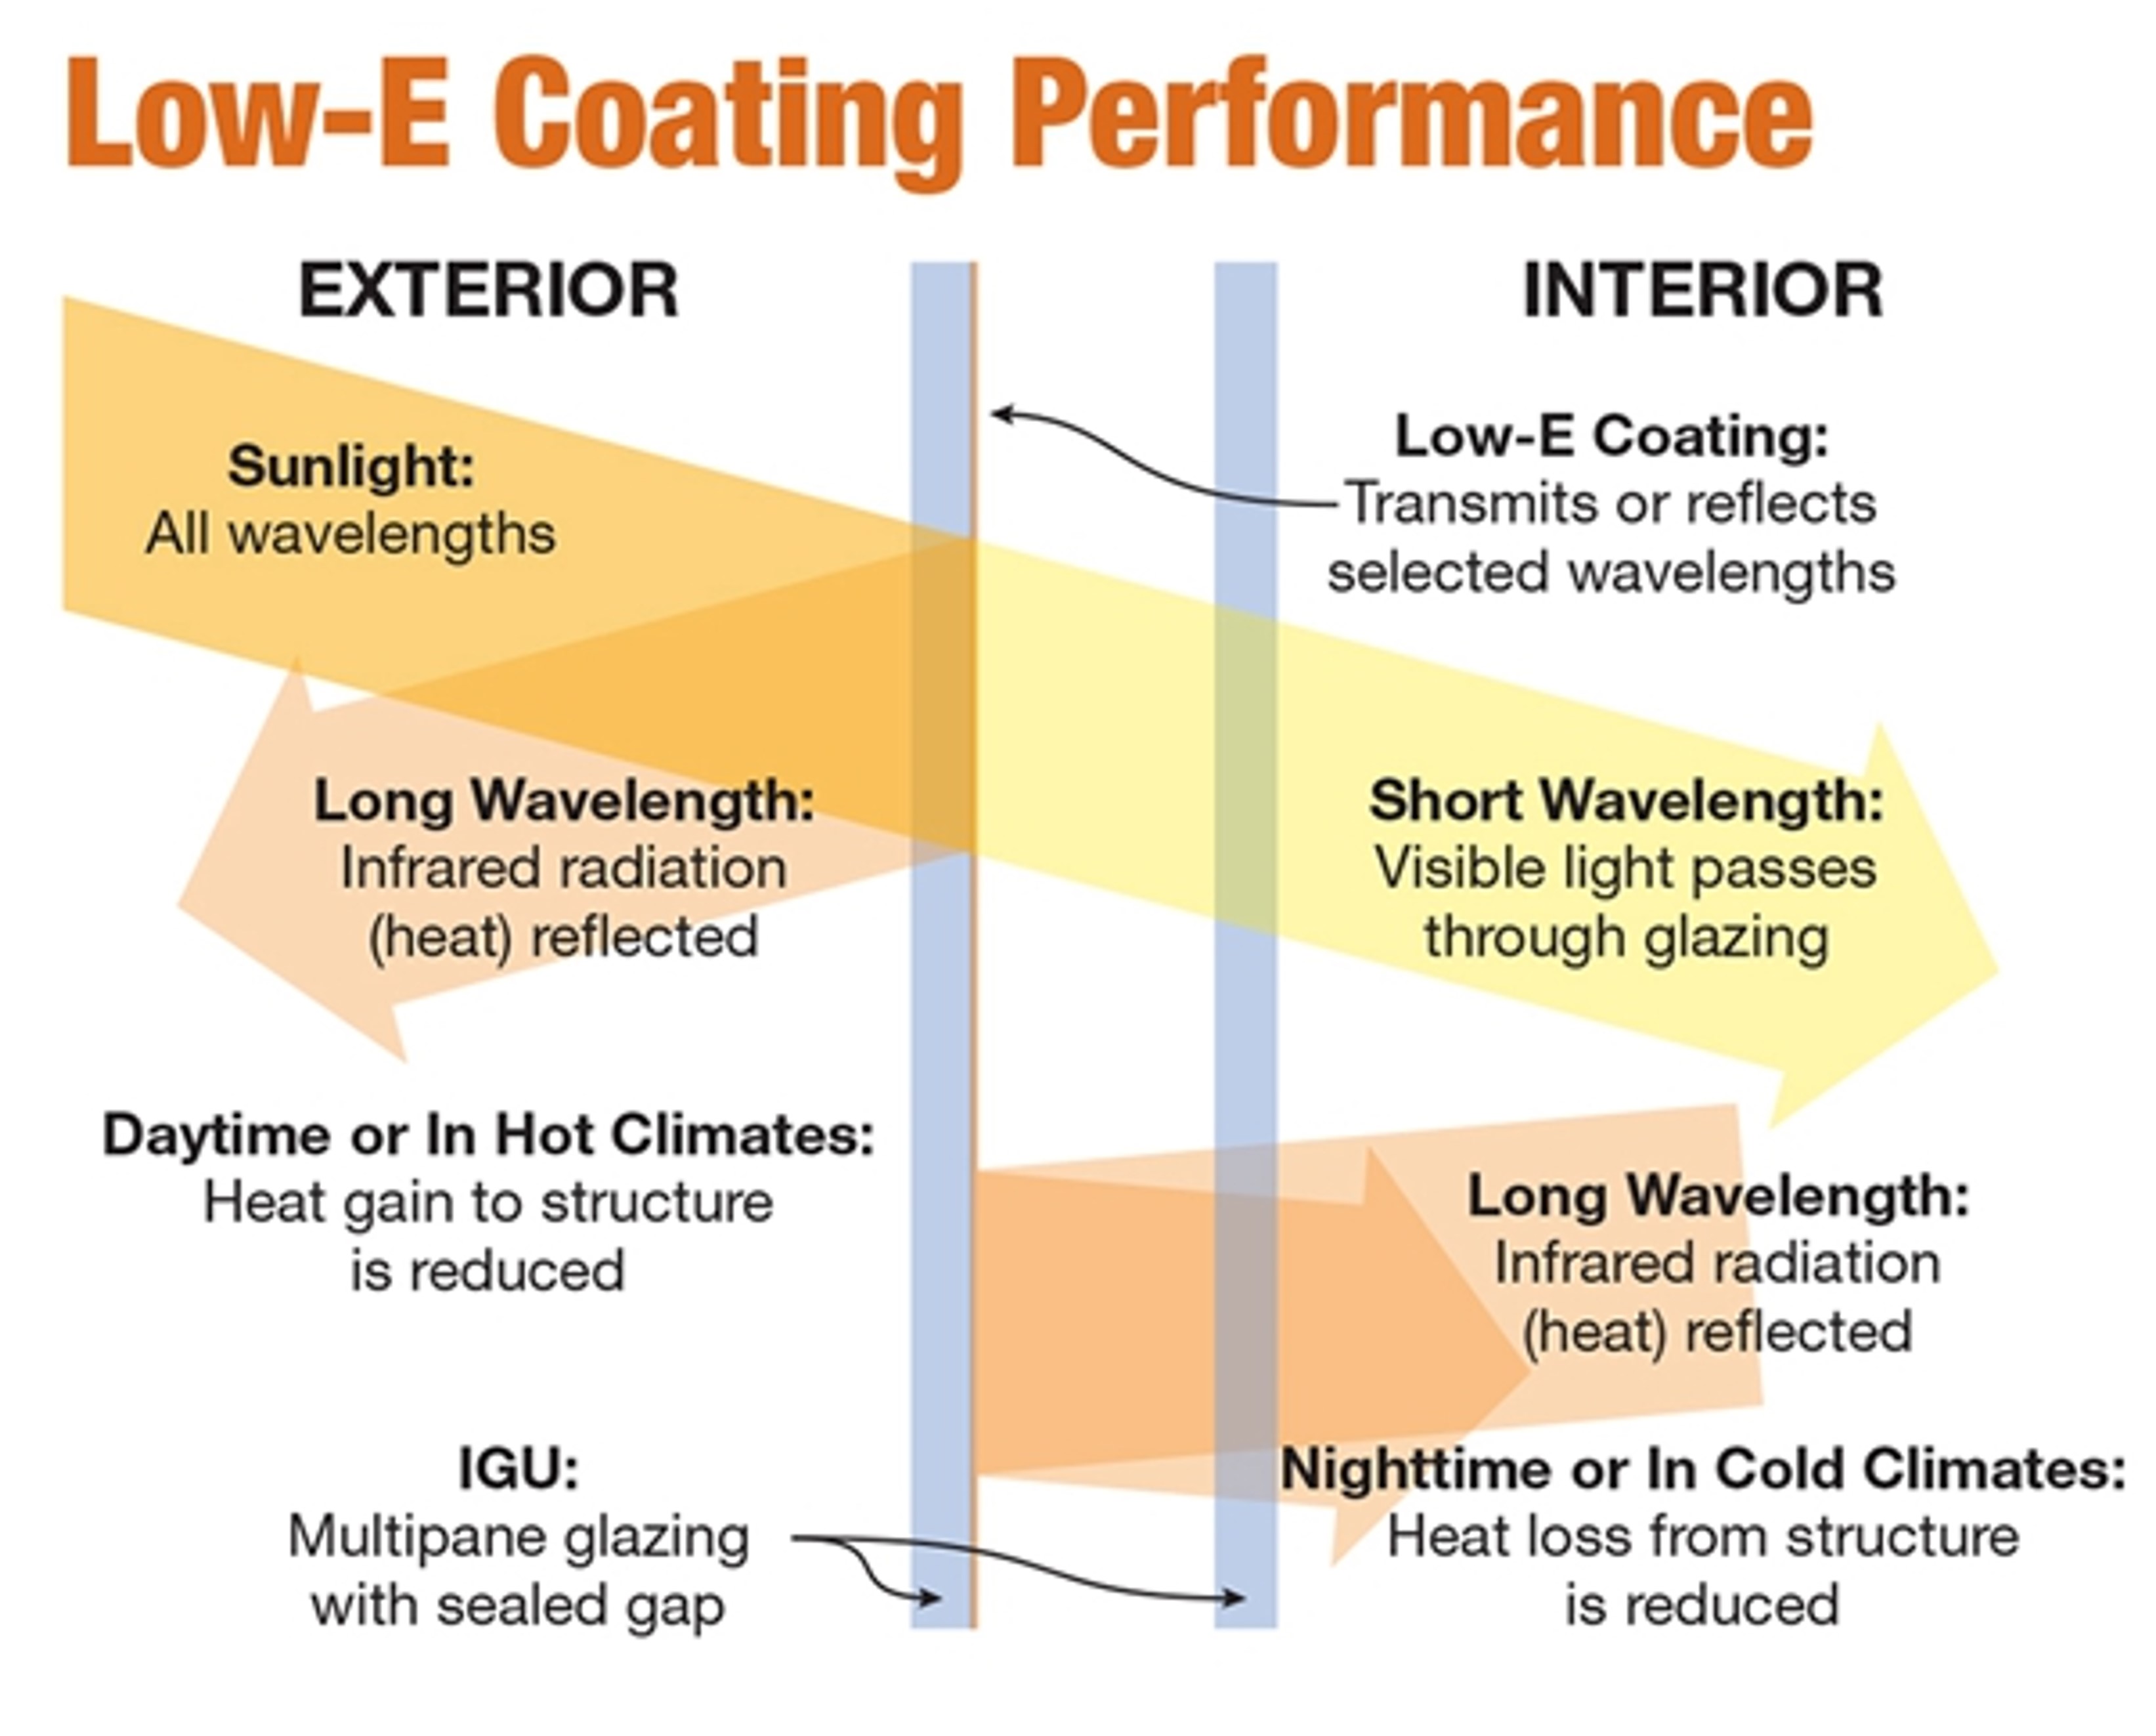 Low-E Coating Performance
EXTERIOR
INTERIOR
Sunlight:
All wavelengths
Low-E Coating:
Transmits or reflects
selected wavelengths
Long Wavelength:
Infrared radiation
(heat) reflected
Short Wavelength:
Visible light passes
through glazing
Daytime or In Hot Climates:
Heat gain to structure
is reduced
Long Wavelength:
Infrared radiation
(heat) reflected
IGU:
Multipane glazing
with sealed gap
Nighttime or In Cold Climates:
Heat loss from structure
is reduced